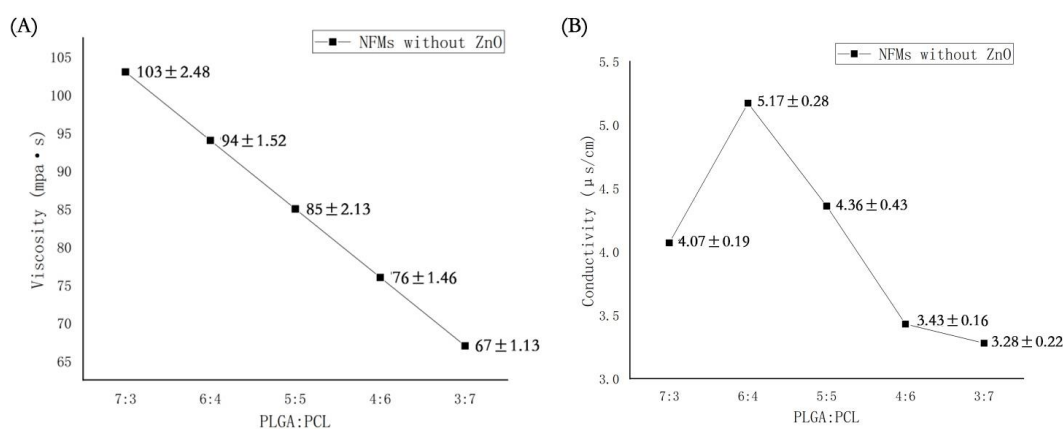 (A)
NFMs without ZnO
Viscosity (mpa·s)
105
100
95
90
85
80
75
70
65
103±2.48
94±1.52
85±2.13
76±1.46
67±1.13
7:3 6:4 5:5 4:6 3:7
PLGA:PCL
(B)
NFMs without ZnO
Conductivity (μs/cm)
5.5
5.0
4.5
4.0
3.5
3.0
5.17±0.28
4.36±0.43
4.07±0.19
3.43±0.16
3.28±0.22
7:3 6:4 5:5 4:6 3:7
PLGA:PCL